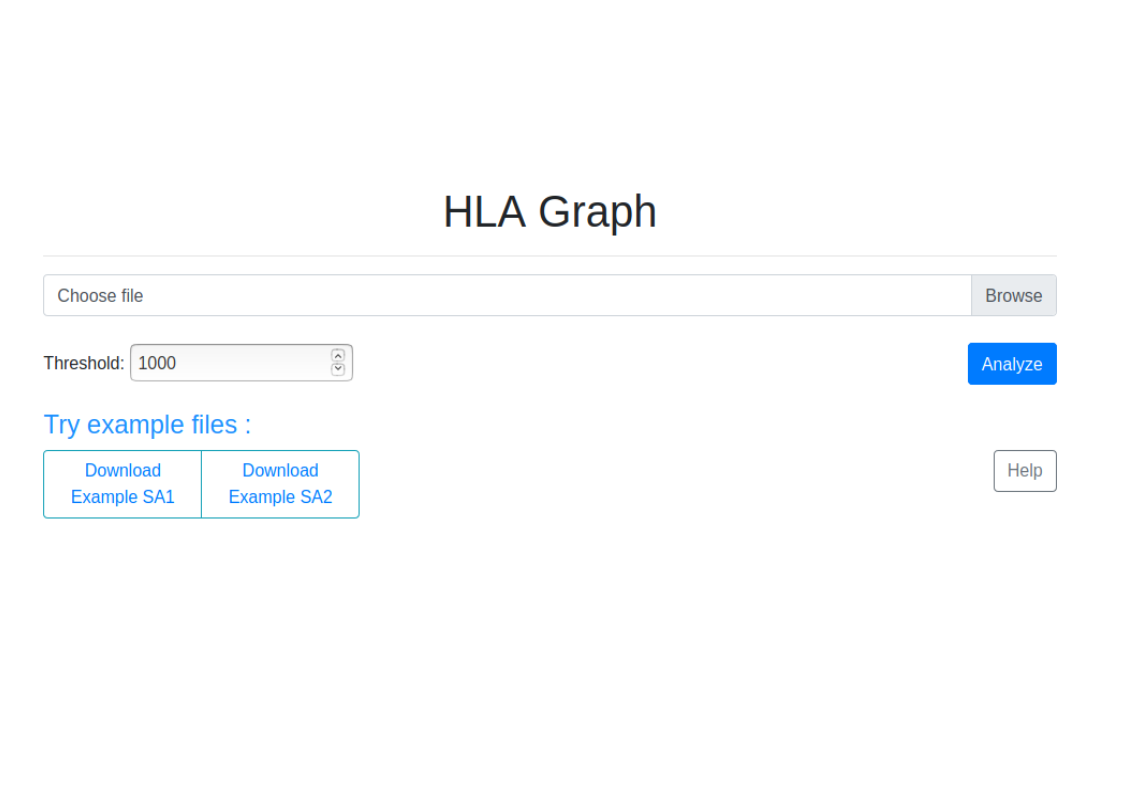 HLA Graph
Choose file
Browse
Threshold: 1000
Analyze
Try example files :
Download
Example SA1
Download
Example SA2
Help